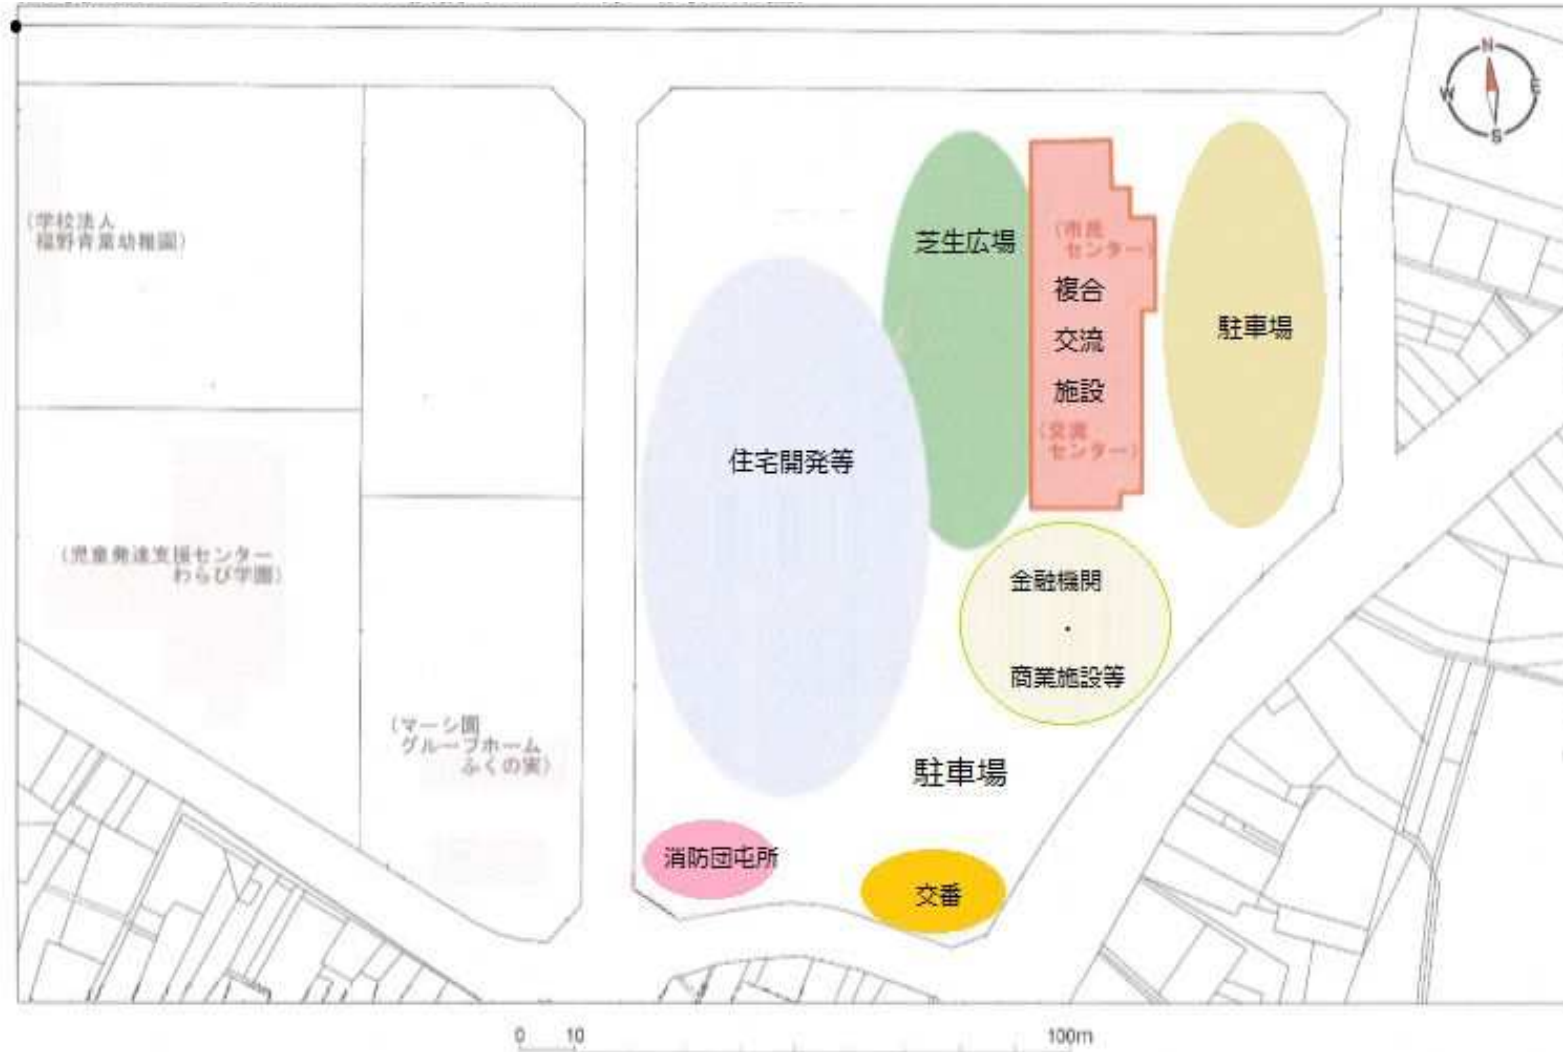 N
W
E
S
(学校法人
福野青葉幼稚園)
芝生広場
(市民
センター)
複合
交流
施設
(交流
センター)
駐車場
住宅開発等
(児童発達支援センター
わらび学園)
金融機関
・
商業施設等
(マーシ園
グループホーム
ふくの実)
駐車場
消防団屯所
交番
0 10 100m